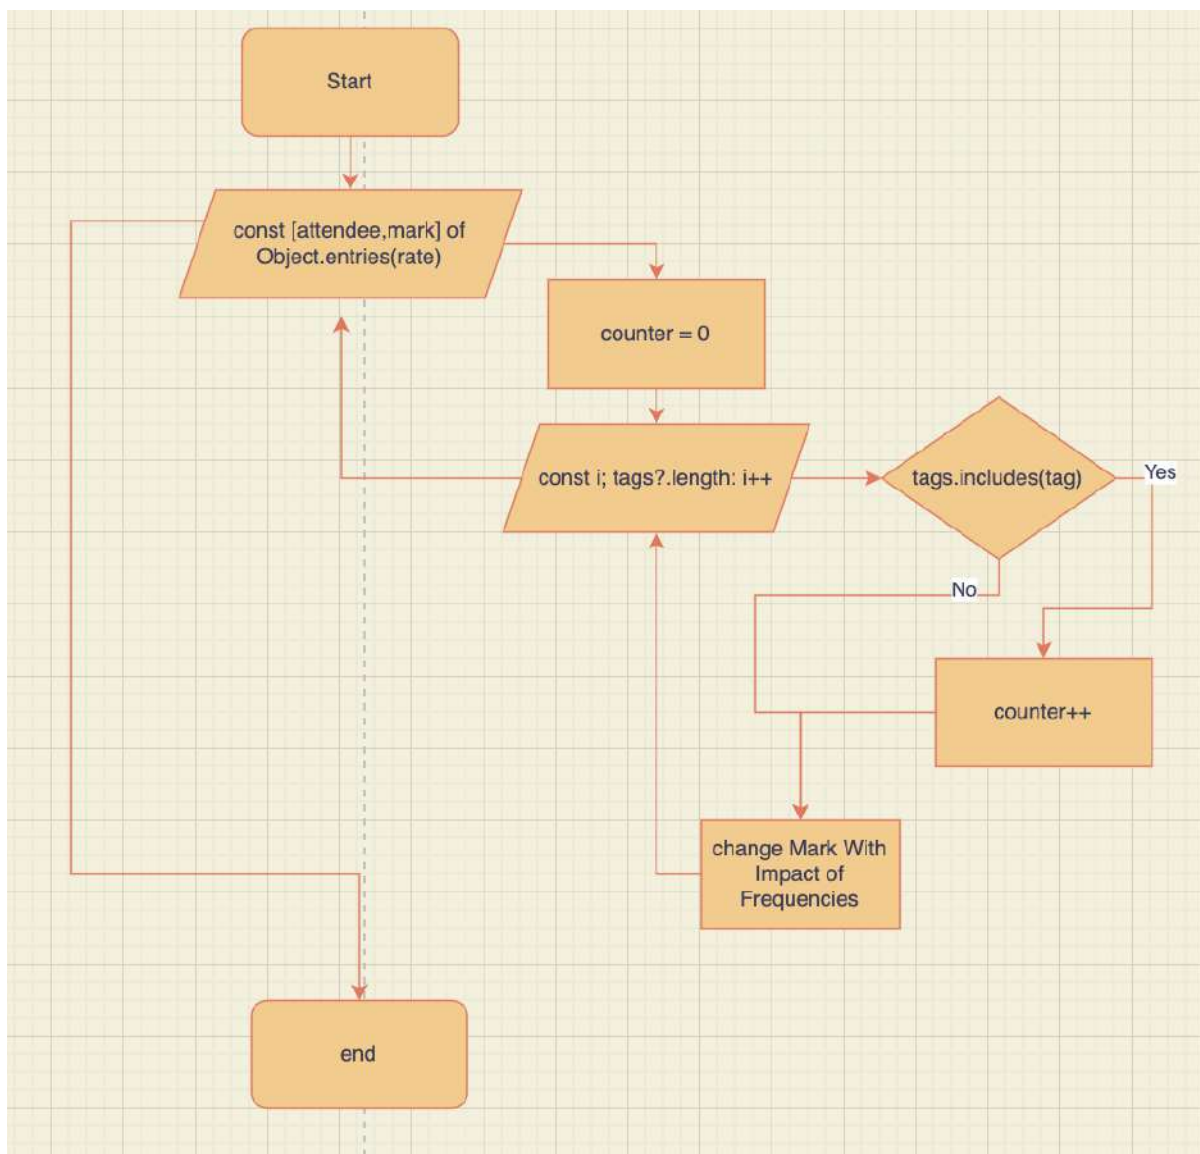 Start
const [attendee,mark] of
Object.entries(rate)
counter = 0
const i; tags?.length: i++
tags.includes(tag)
Yes
No
counter++
change Mark With
Impact of
Frequencies
end